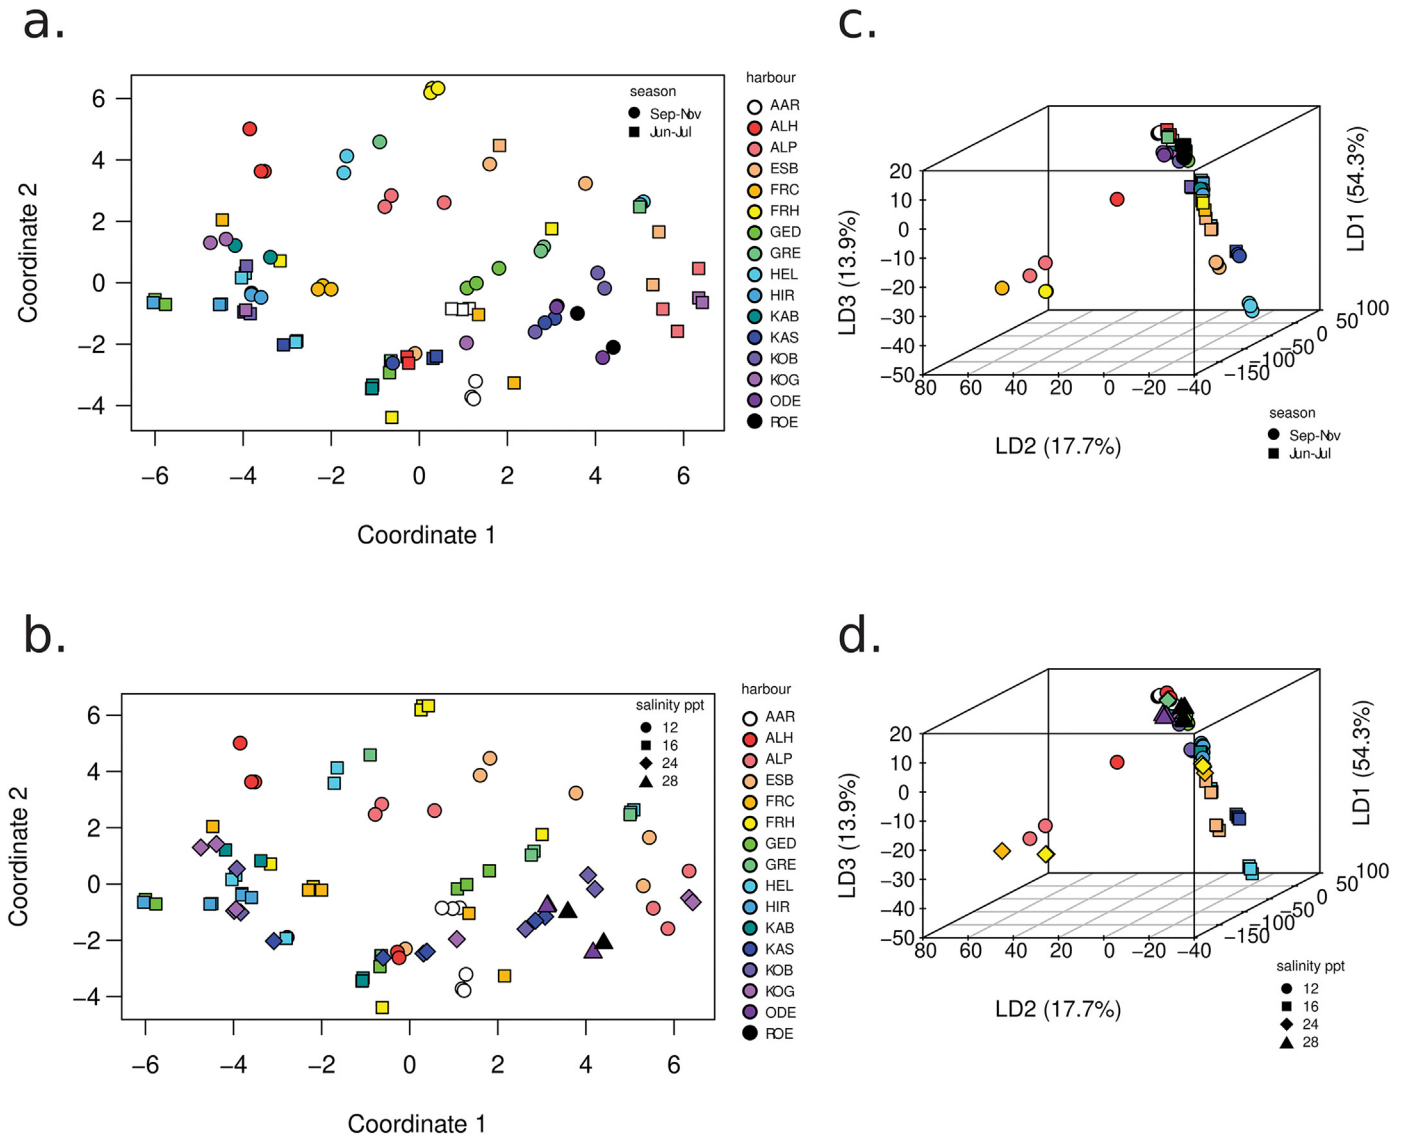 a.
Coordinate 2
6
4
2
0
−2
−4
−6
−4
−2
0
2
4
6
Coordinate 1
season
Sep-Nov
Jun-Jul
harbour
AAR
ALH
ALP
ESB
FRC
FRH
GED
GRE
HEL
HIR
KAB
KAS
KOB
KOG
ODE
ROE
c.
LD3 (13.9%)
20
10
0
−10
−20
−30
−40
−50
80
60
40
20
0
−20
−40
LD2 (17.7%)
−150
−100
−50
0
50
100
LD1 (54.3%)
season
Sep-Nov
Jun-Jul
b.
Coordinate 2
6
4
2
0
−2
−4
−6
−4
−2
0
2
4
6
Coordinate 1
salinity ppt
12
16
24
28
harbour
AAR
ALH
ALP
ESB
FRC
FRH
GED
GRE
HEL
HIR
KAB
KAS
KOB
KOG
ODE
ROE
d.
LD3 (13.9%)
20
10
0
−10
−20
−30
−40
−50
80
60
40
20
0
−20
−40
LD2 (17.7%)
−150
−100
−50
0
50
100
LD1 (54.3%)
salinity ppt
12
16
24
28